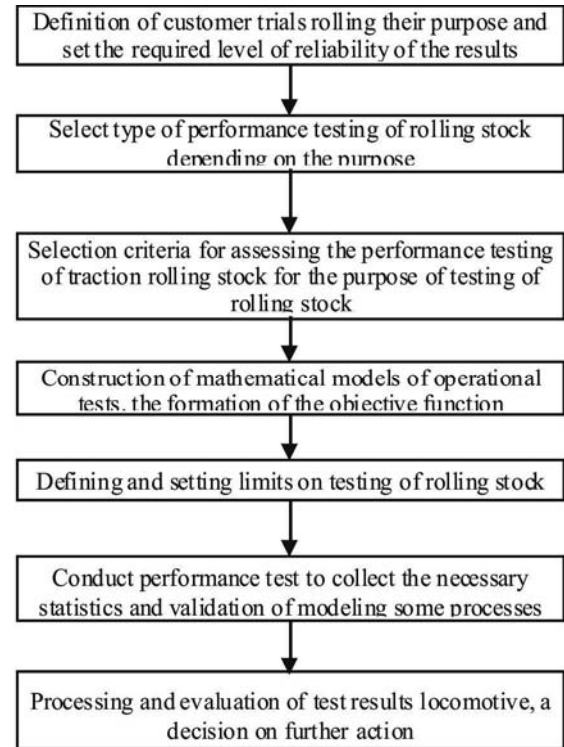 Definition of customer trials rolling their purpose and
set the required level of reliability of the results
Select type of performance testing of rolling stock
depending on the purpose
Selection criteria for assessing the performance testing
of traction rolling stock for the purpose of testing of
rolling stock
Construction of mathematical models of operational
tests, the formation of the objective function
Defining and setting limits on testing of rolling stock
Conduct performance test to collect the necessary
statistics and validation of modeling some processes
Processing and evaluation of test results locomotive, a
decision on further action